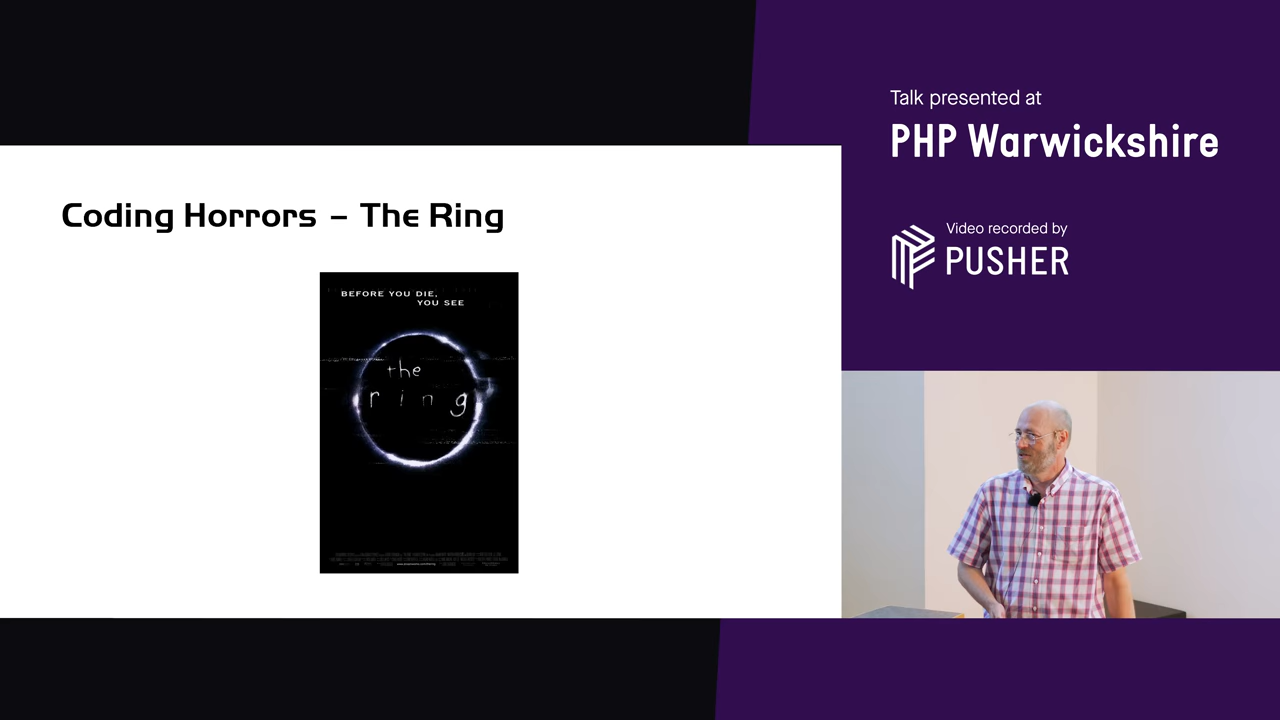 Talk presented at
PHP Warwickshire
Video recorded by
PUSHER
Coding Horrors – The Ring
BEFORE YOU DIE,
YOU SEE
the
ring